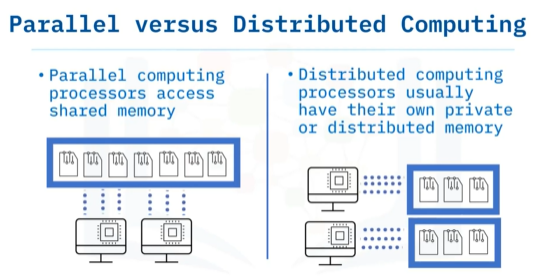 Parallel versus Distributed Computing
• Parallel computing
processors access
shared memory
• Distributed computing
processors usually
have their own private
or distributed memory